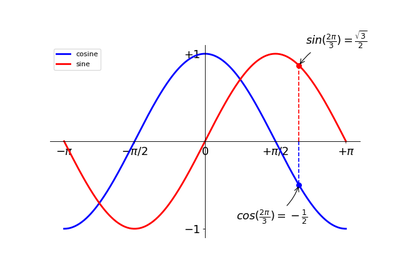 cosine
sine
sin(2π/3) = √3/2
+1
−π
−π/2
0
+π/2
+π
cos(2π/3) = −1/2
−1